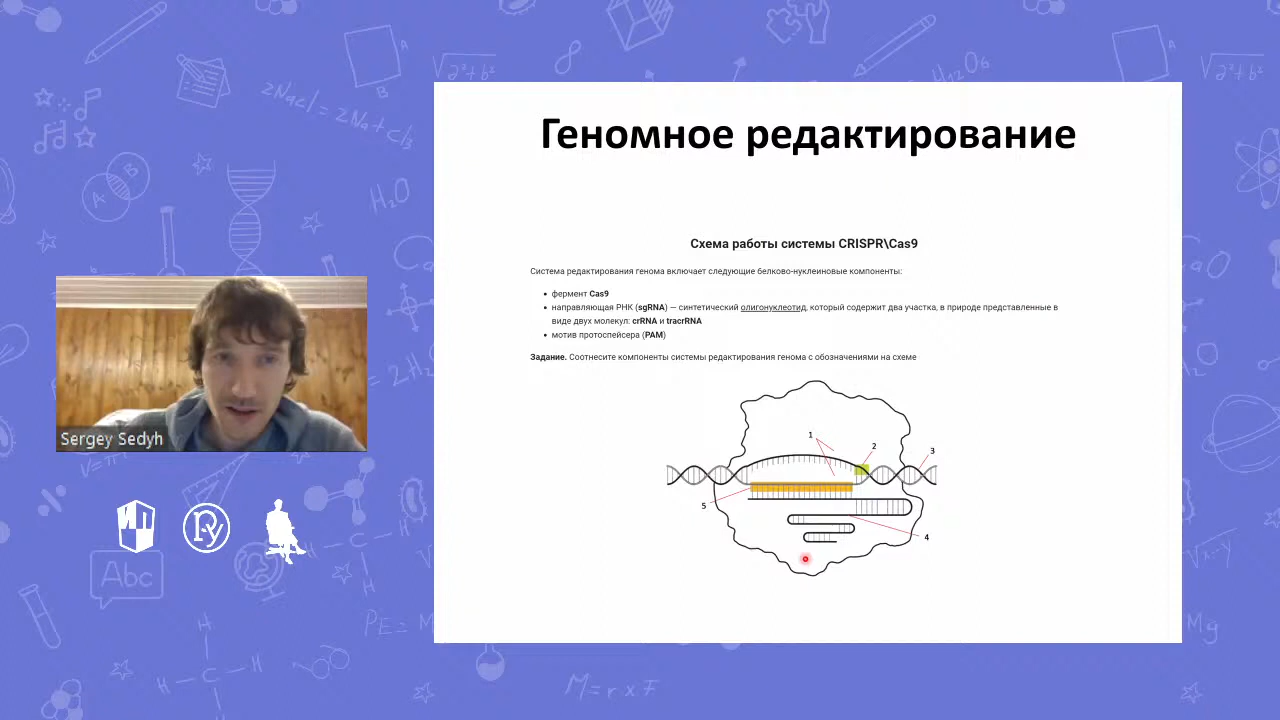 Геномное редактирование
Схема работы системы CRISPR\Cas9
Система редактирования генома включает следующие белково-нуклеиновые компоненты:
• фермент Cas9
• направляющая РНК (sgRNA) — синтетический олигонуклеотид, который содержит два участка, в природе представленные в
виде двух молекул: crRNA и tracrRNA
• мотив протоспейсера (PAM)
Задание. Соотнесите компоненты системы редактирования генома с обозначениями на схеме
1
2
3
5
4
Sergey Sedyh
Abc
H₂O
A
B